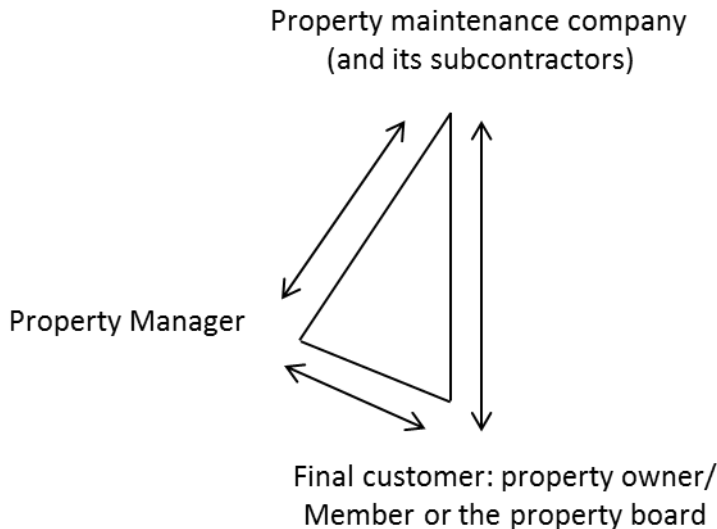 Property maintenance company
(and its subcontractors)
Property Manager
Final customer: property owner/
Member or the property board